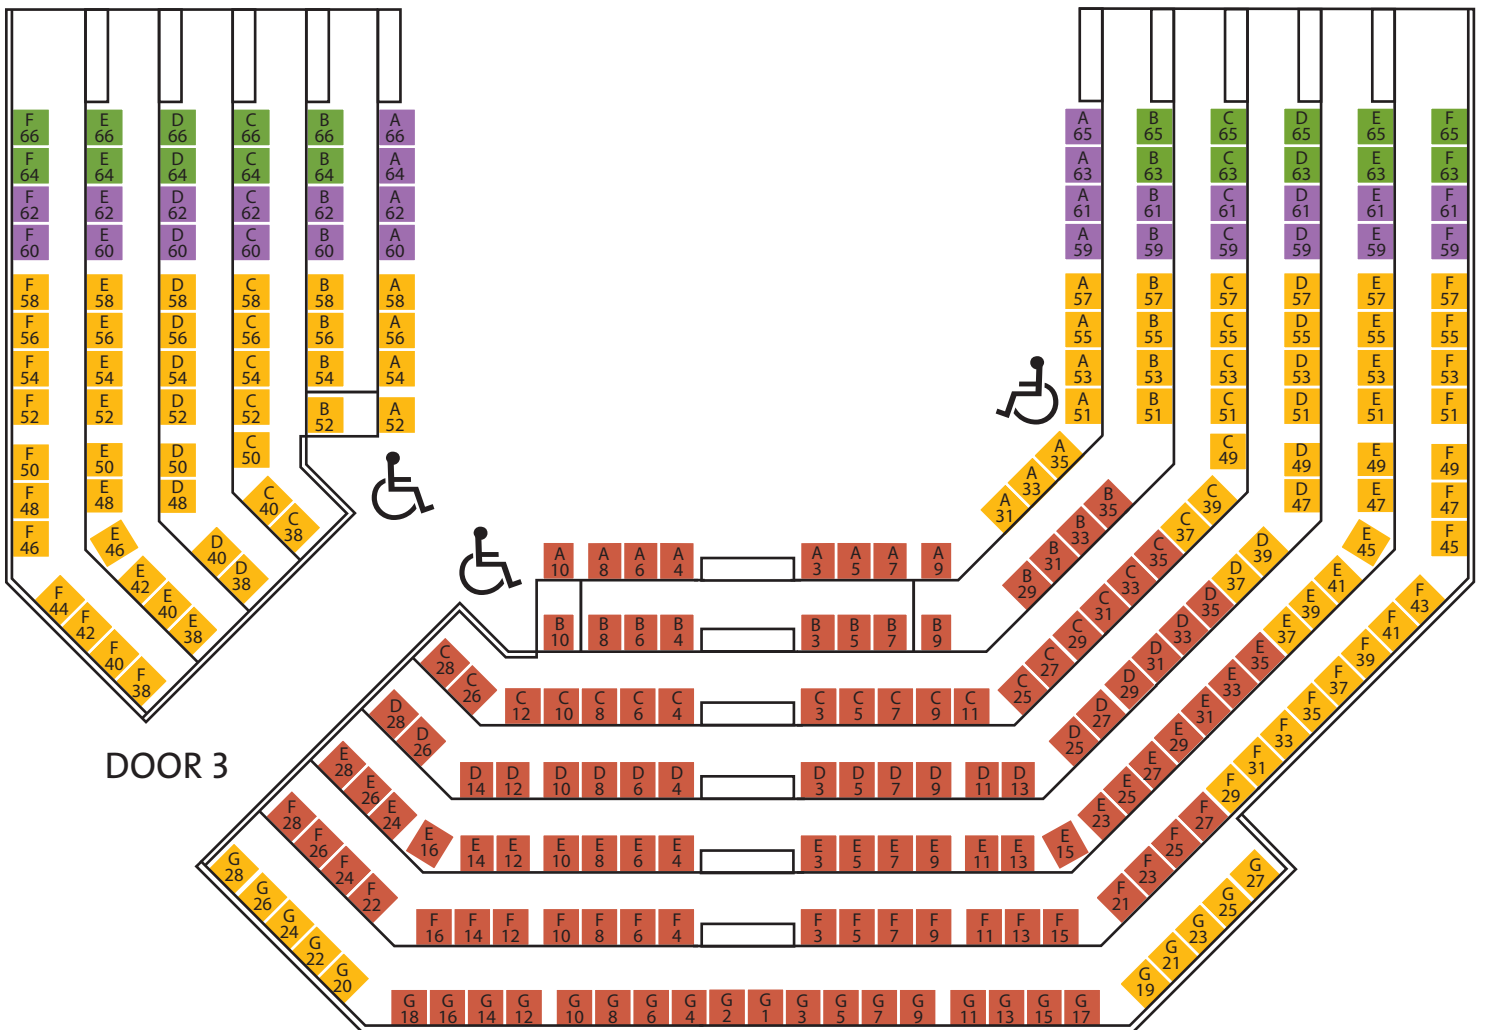 F 66 E 66 D 66 C 66 B 66 A 66 A 65 B 65 C 65 D 65 E 65 F 65
F 64 E 64 D 64 C 64 B 64 A 64 A 63 B 63 C 63 D 63 E 63 F 63
F 62 E 62 D 62 C 62 B 62 A 62 A 61 B 61 C 61 D 61 E 61 F 61
F 60 E 60 D 60 C 60 B 60 A 60 A 59 B 59 C 59 D 59 E 59 F 59
F 58 E 58 D 58 C 58 B 58 A 58 A 57 B 57 C 57 D 57 E 57 F 57
F 56 E 56 D 56 C 56 B 56 A 56 A 55 B 55 C 55 D 55 E 55 F 55
F 54 E 54 D 54 C 54 B 54 A 54 A 53 B 53 C 53 D 53 E 53 F 53
F 52 E 52 D 52 C 52 B 52 A 52 A 51 B 51 C 51 D 51 E 51 F 51
F 50 E 50 D 50 C 50 C 49 D 49 E 49 F 49
F 48 E 48 D 48 D 47 E 47 F 47
F 46 E 46 F 45 E 45
C 40 C 38
D 40 D 38
E 42 E 40 E 38
F 44 F 42 F 40 F 38
A 35 A 33 A 31
B 35 B 33 B 31 B 29
C 39 C 37 C 35 C 33 C 31 C 29 C 27 C 25
D 39 D 37 D 35 D 33 D 31 D 29 D 27 D 25
E 41 E 39 E 37 E 35 E 33 E 31 E 29 E 27 E 25 E 23
F 43 F 41 F 39 F 37 F 35 F 33 F 31 F 29 F 27 F 25 F 23 F 21
A 10 A 8 A 6 A 4 A 3 A 5 A 7 A 9
B 10 B 8 B 6 B 4 B 3 B 5 B 7 B 9
C 28 C 26 C 12 C 10 C 8 C 6 C 4 C 3 C 5 C 7 C 9 C 11
DOOR 3
D 28 D 26 D 14 D 12 D 10 D 8 D 6 D 4 D 3 D 5 D 7 D 9 D 11 D 13
E 28 E 26 E 24 E 16 E 14 E 12 E 10 E 8 E 6 E 4 E 3 E 5 E 7 E 9 E 11 E 13 E 15
F 28 F 26 F 24 F 22 F 16 F 14 F 12 F 10 F 8 F 6 F 4 F 3 F 5 F 7 F 9 F 11 F 13 F 15
G 28 G 26 G 24 G 22 G 20 G 18 G 16 G 14 G 12 G 10 G 8 G 6 G 4 G 2 G 1 G 3 G 5 G 7 G 9 G 11 G 13 G 15 G 17 G 19 G 21 G 23 G 25 G 27